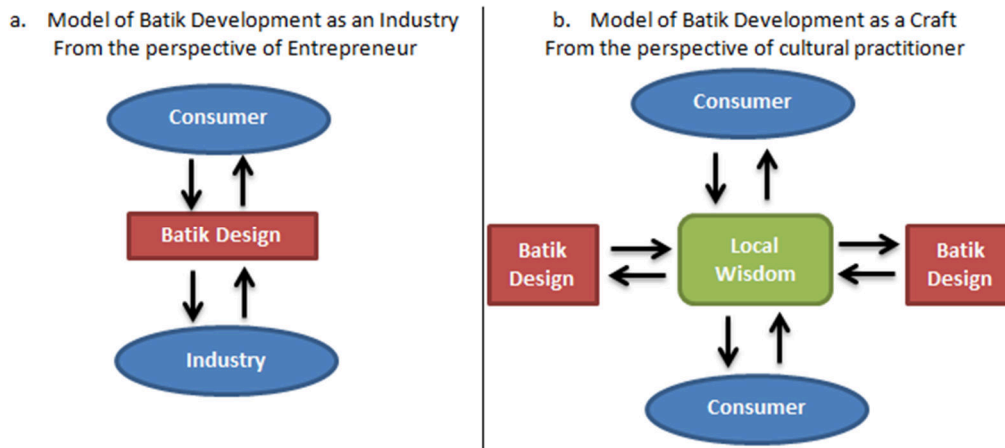 a. Model of Batik Development as an Industry
From the perspective of Entrepreneur
Consumer
Batik Design
Industry
b. Model of Batik Development as a Craft
From the perspective of cultural practitioner
Consumer
Batik
Design
Local
Wisdom
Batik
Design
Consumer